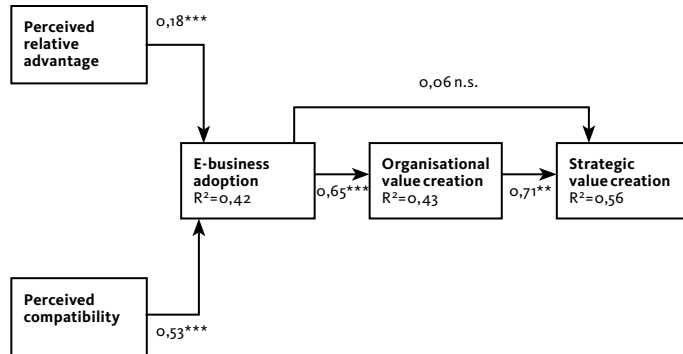 Perceived
relative
advantage
0,18***
0,06 n.s.
E-business
adoption
R²=0,42
0,65***
Organisational
value creation
R²=0,43
0,71**
Strategic
value creation
R²=0,56
Perceived
compatibility
0,53***